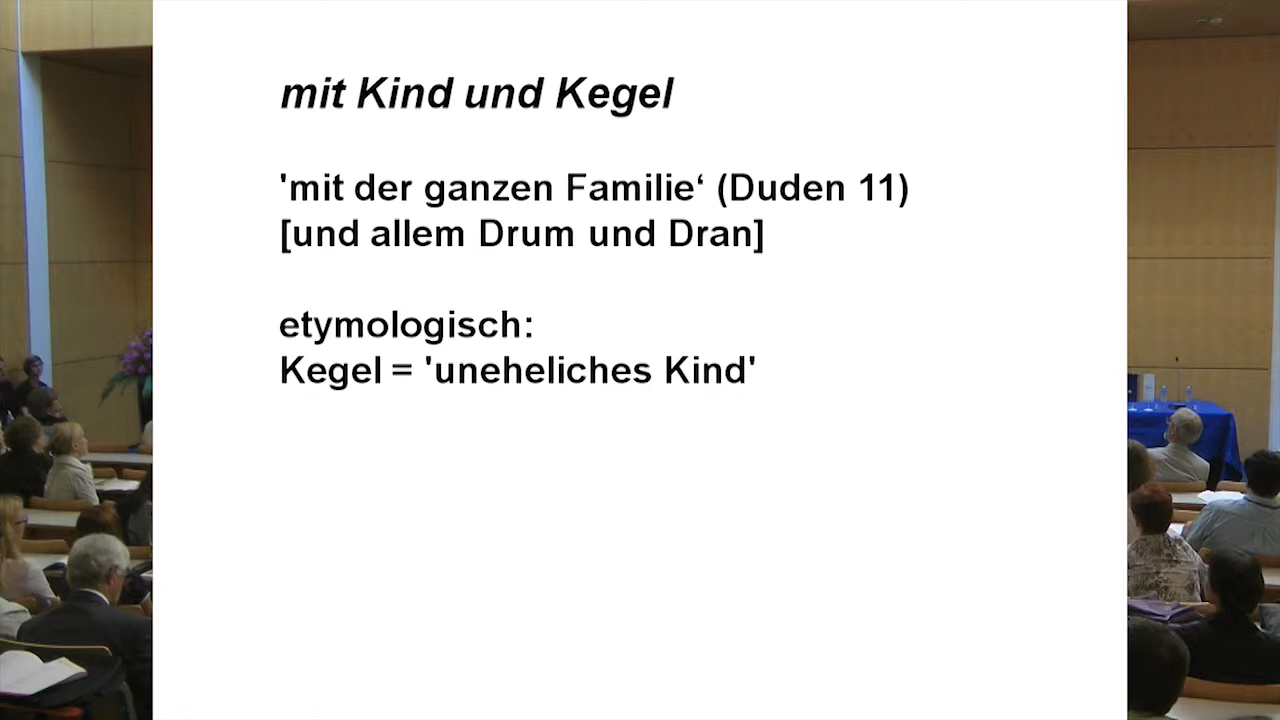 mit Kind und Kegel
'mit der ganzen Familie‘ (Duden 11)
[und allem Drum und Dran]
etymologisch:
Kegel = 'uneheliches Kind'